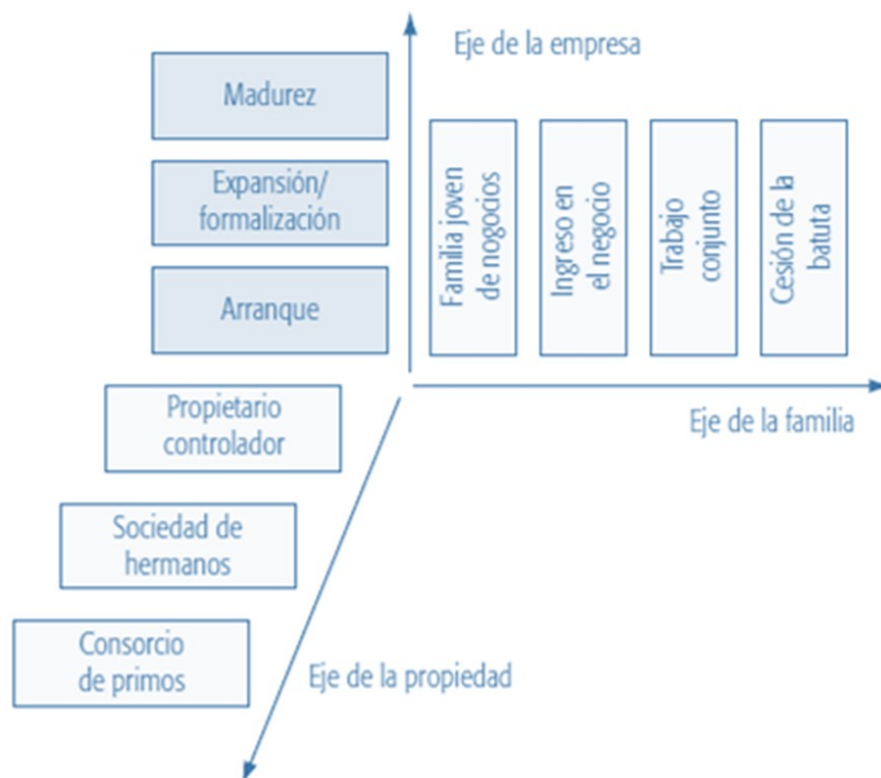 Eje de la empresa
Madurez
Expansión/
formalización
Arranque
Familia joven
de nogocios
Ingreso en
el negocio
Trabajo
conjunto
Cesión de la
batuta
Eje de la familia
Propietario
controlador
Sociedad de
hermanos
Consorcio
de primos
Eje de la propiedad